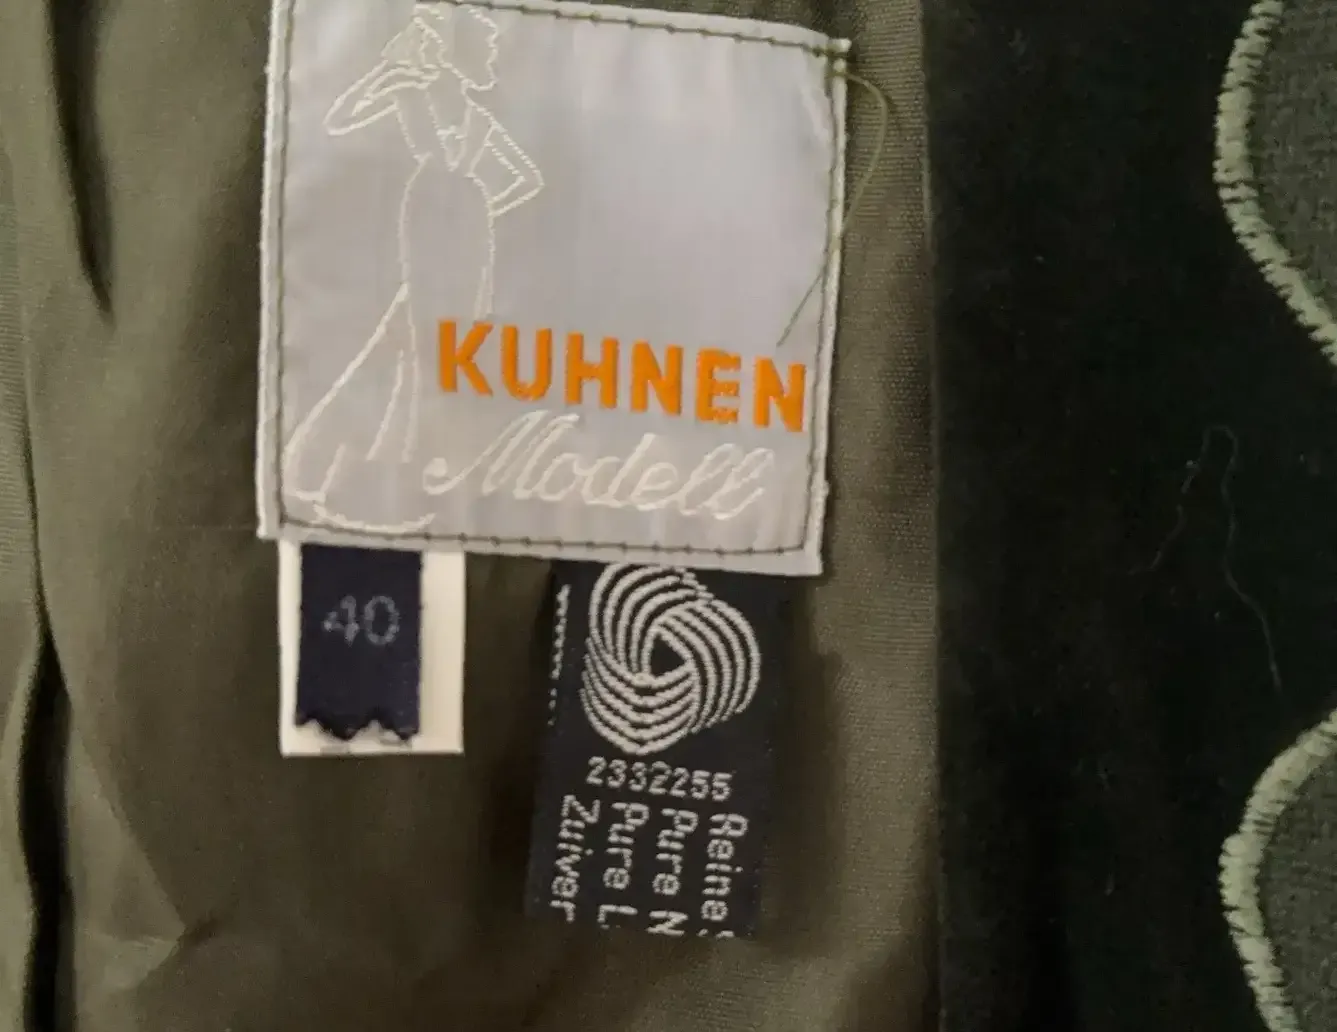 KUHNEN
Modell
40
2332255
Reine
Pure N
Pure L
Zuiver